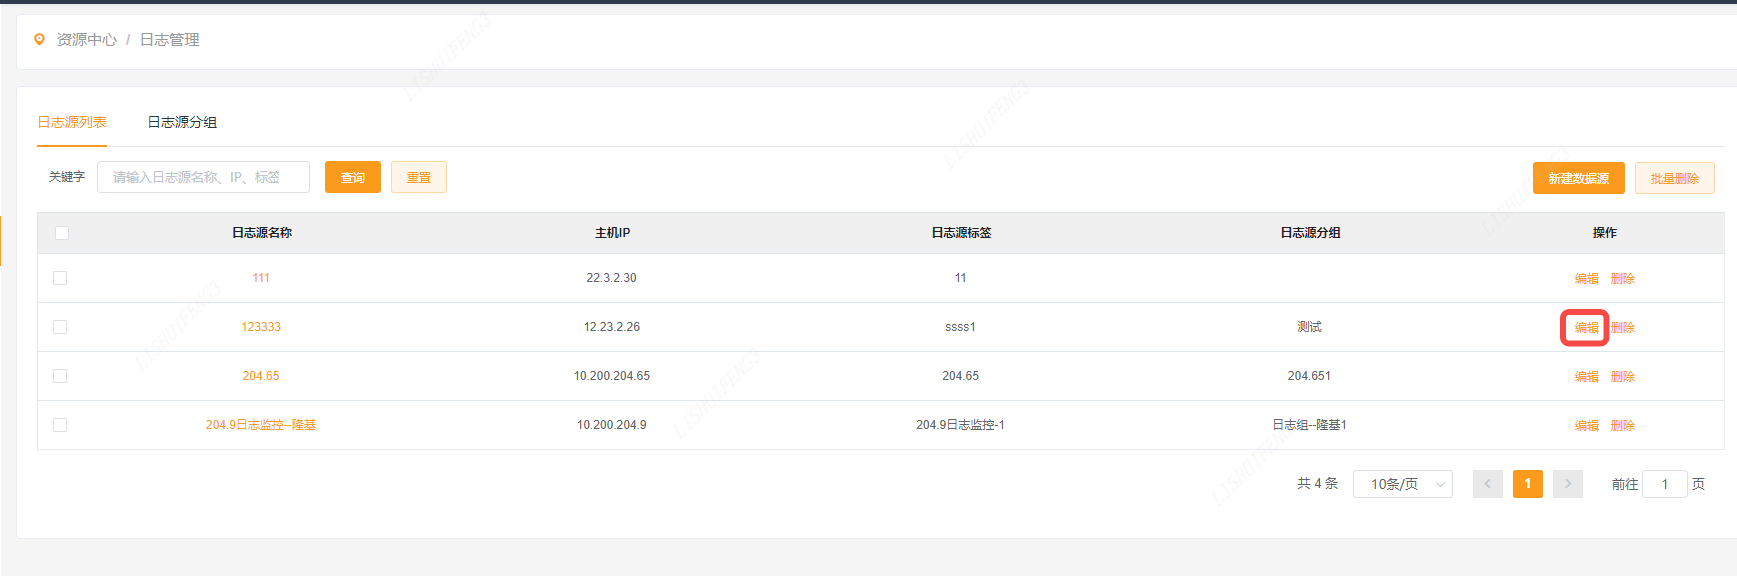 资源中心 / 日志管理
日志源列表 日志源分组
关键字 请输入日志源名称、IP、标签 查询 重置 新建数据源 批量删除
日志源名称 主机IP 日志源标签 日志源分组 操作
111 22.3.2.30 11 编辑 删除
123333 12.23.2.26 ssss1 测试 编辑 删除
204.65 10.200.204.65 204.65 204.651 编辑 删除
204.9日志监控--隆基 10.200.204.9 204.9日志监控-1 日志组--隆基1 编辑 删除
共 4 条 10条/页 1 前往 1 页
LISHUIFENG3
LISHUIFENG3
LISHUIFENG3
LISHUIFENG3
LISHUIFENG3
LISHUIFENG3